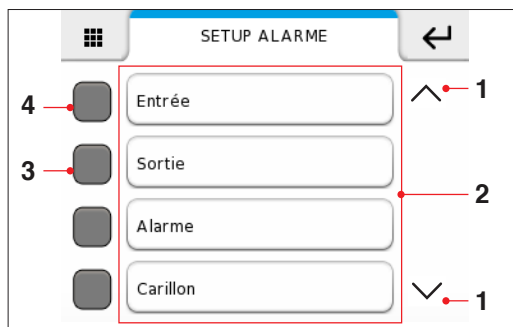 SETUP ALARME
4 Entrée 1
3 Sortie
2
Alarme
Carillon 1